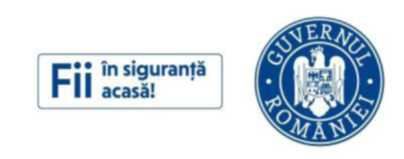 Fii în siguranță
acasă!
GUVERNUL
ROMÂNIEI